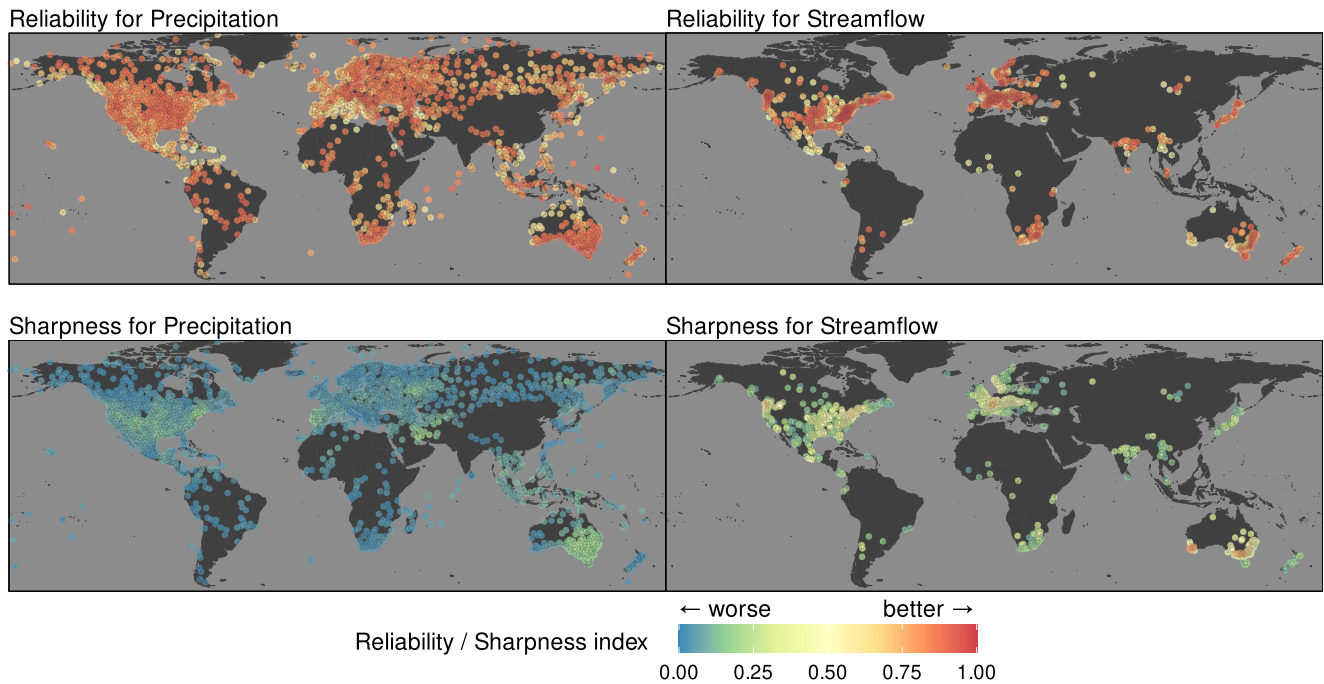 Reliability for Precipitation
Reliability for Streamflow
Sharpness for Precipitation
Sharpness for Streamflow
← worse
better →
Reliability / Sharpness index
0.00
0.25
0.50
0.75
1.00